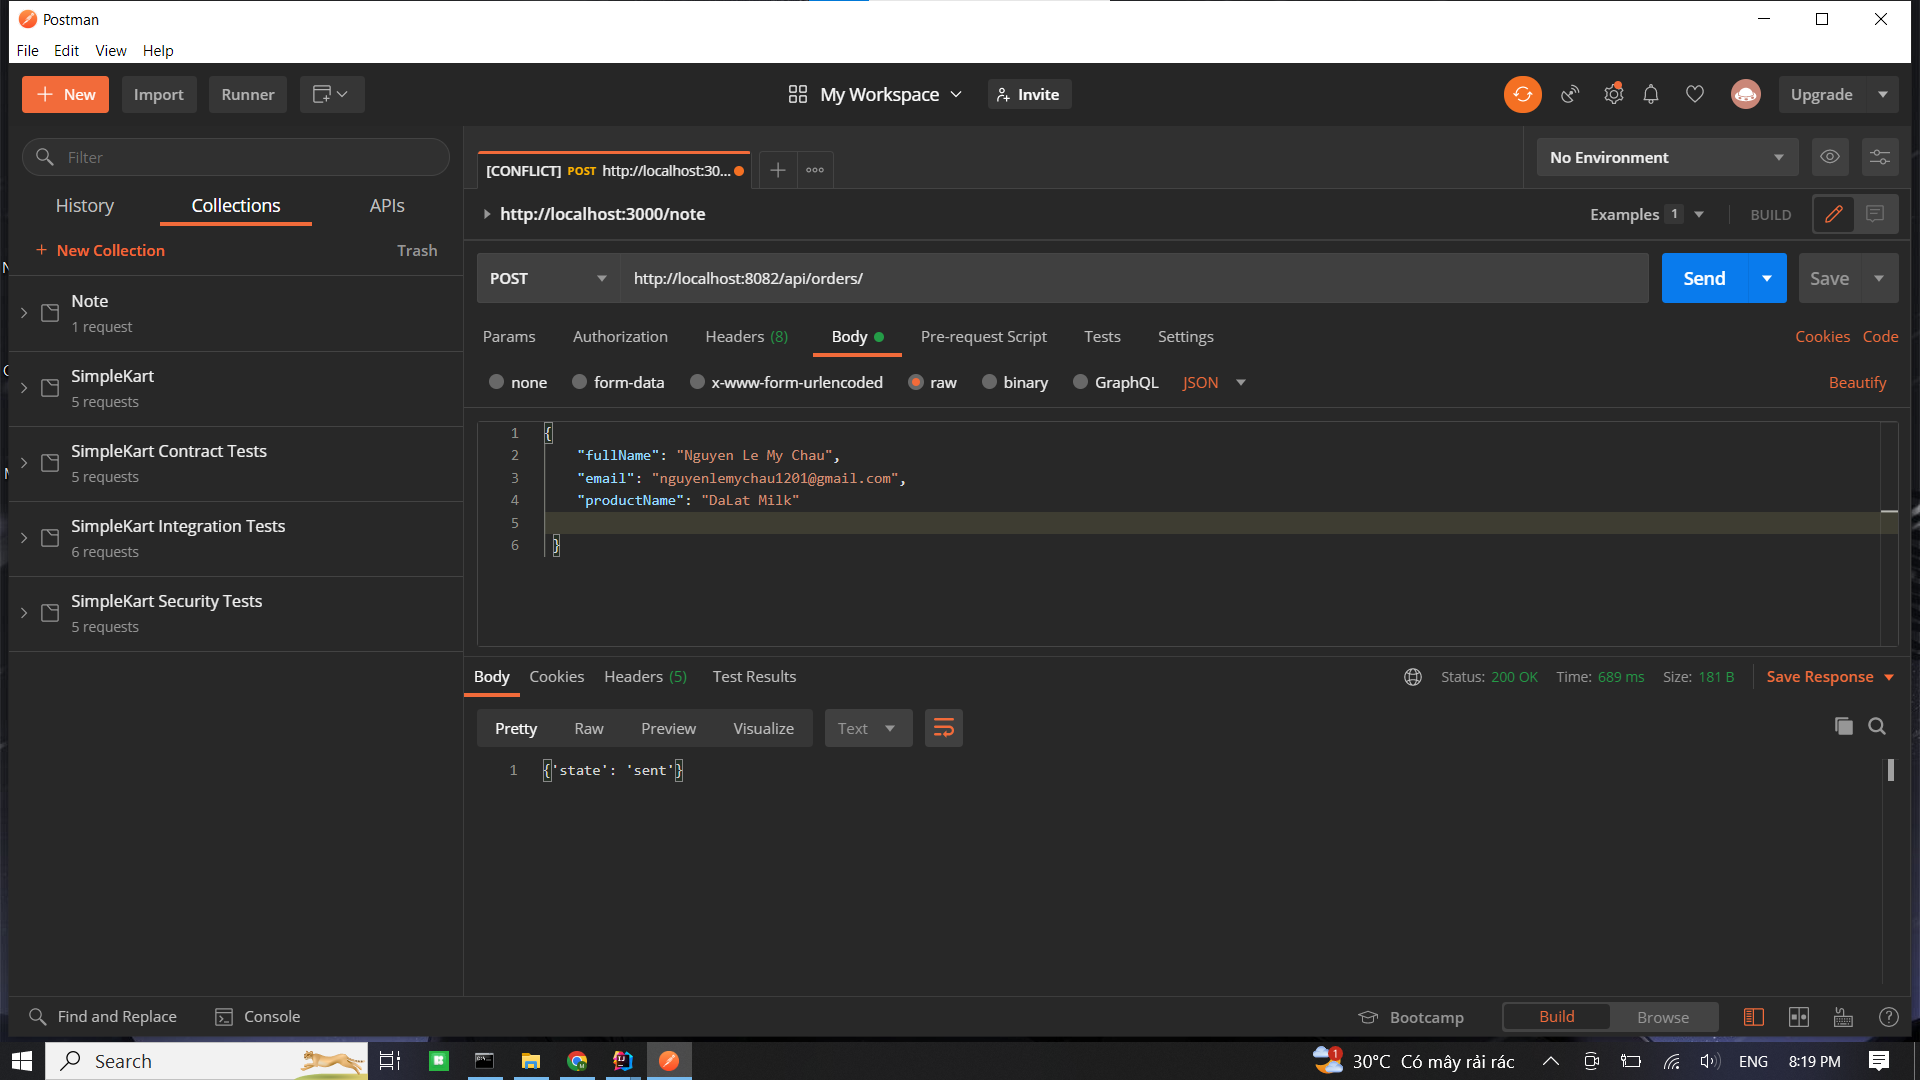 Postman
File Edit View Help
New Import Runner My Workspace Invite Upgrade
Filter
History Collections APIs
New Collection Trash
Note
1 request
SimpleKart
5 requests
SimpleKart Contract Tests
5 requests
SimpleKart Integration Tests
6 requests
SimpleKart Security Tests
5 requests
[CONFLICT] POST http://localhost:30...
No Environment
http://localhost:3000/note
Examples 1 BUILD
POST http://localhost:8082/api/orders/ Send Save
Params Authorization Headers (8) Body Pre-request Script Tests Settings Cookies Code
none form-data x-www-form-urlencoded raw binary GraphQL JSON Beautify
1 {
2 "fullName": "Nguyen Le My Chau",
3 "email": "nguyenlemychau1201@gmail.com",
4 "productName": "DaLat Milk"
5
6 }
Body Cookies Headers (5) Test Results Status: 200 OK Time: 689 ms Size: 181 B Save Response
Pretty Raw Preview Visualize Text
1 {'state': 'sent'}
Find and Replace Console Bootcamp Build Browse
Search 1 30°C Có mây rải rác ENG 8:19 PM